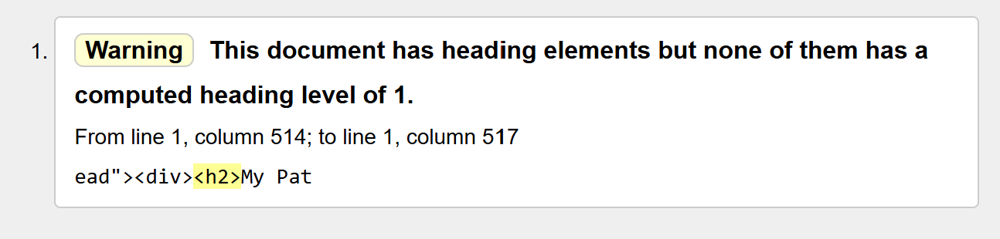 1. Warning This document has heading elements but none of them has a
computed heading level of 1.
From line 1, column 514; to line 1, column 517
ead"><div><h2>My Pat